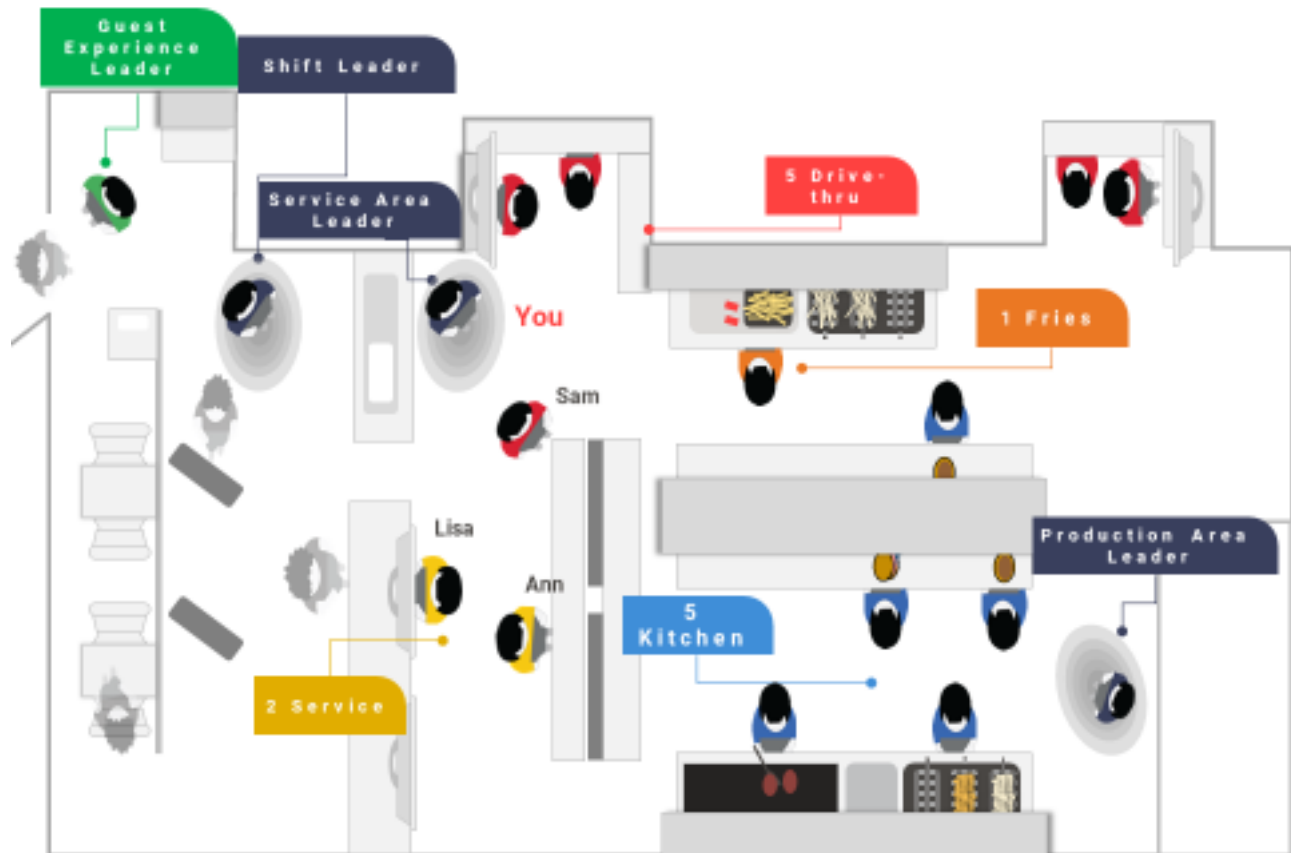 Guest
Experience
Leader
Shift Leader
Service Area
Leader
5 Drive-
thru
You
1 Fries
Sam
Lisa
Production Area
Leader
Ann
5
Kitchen
2 Service